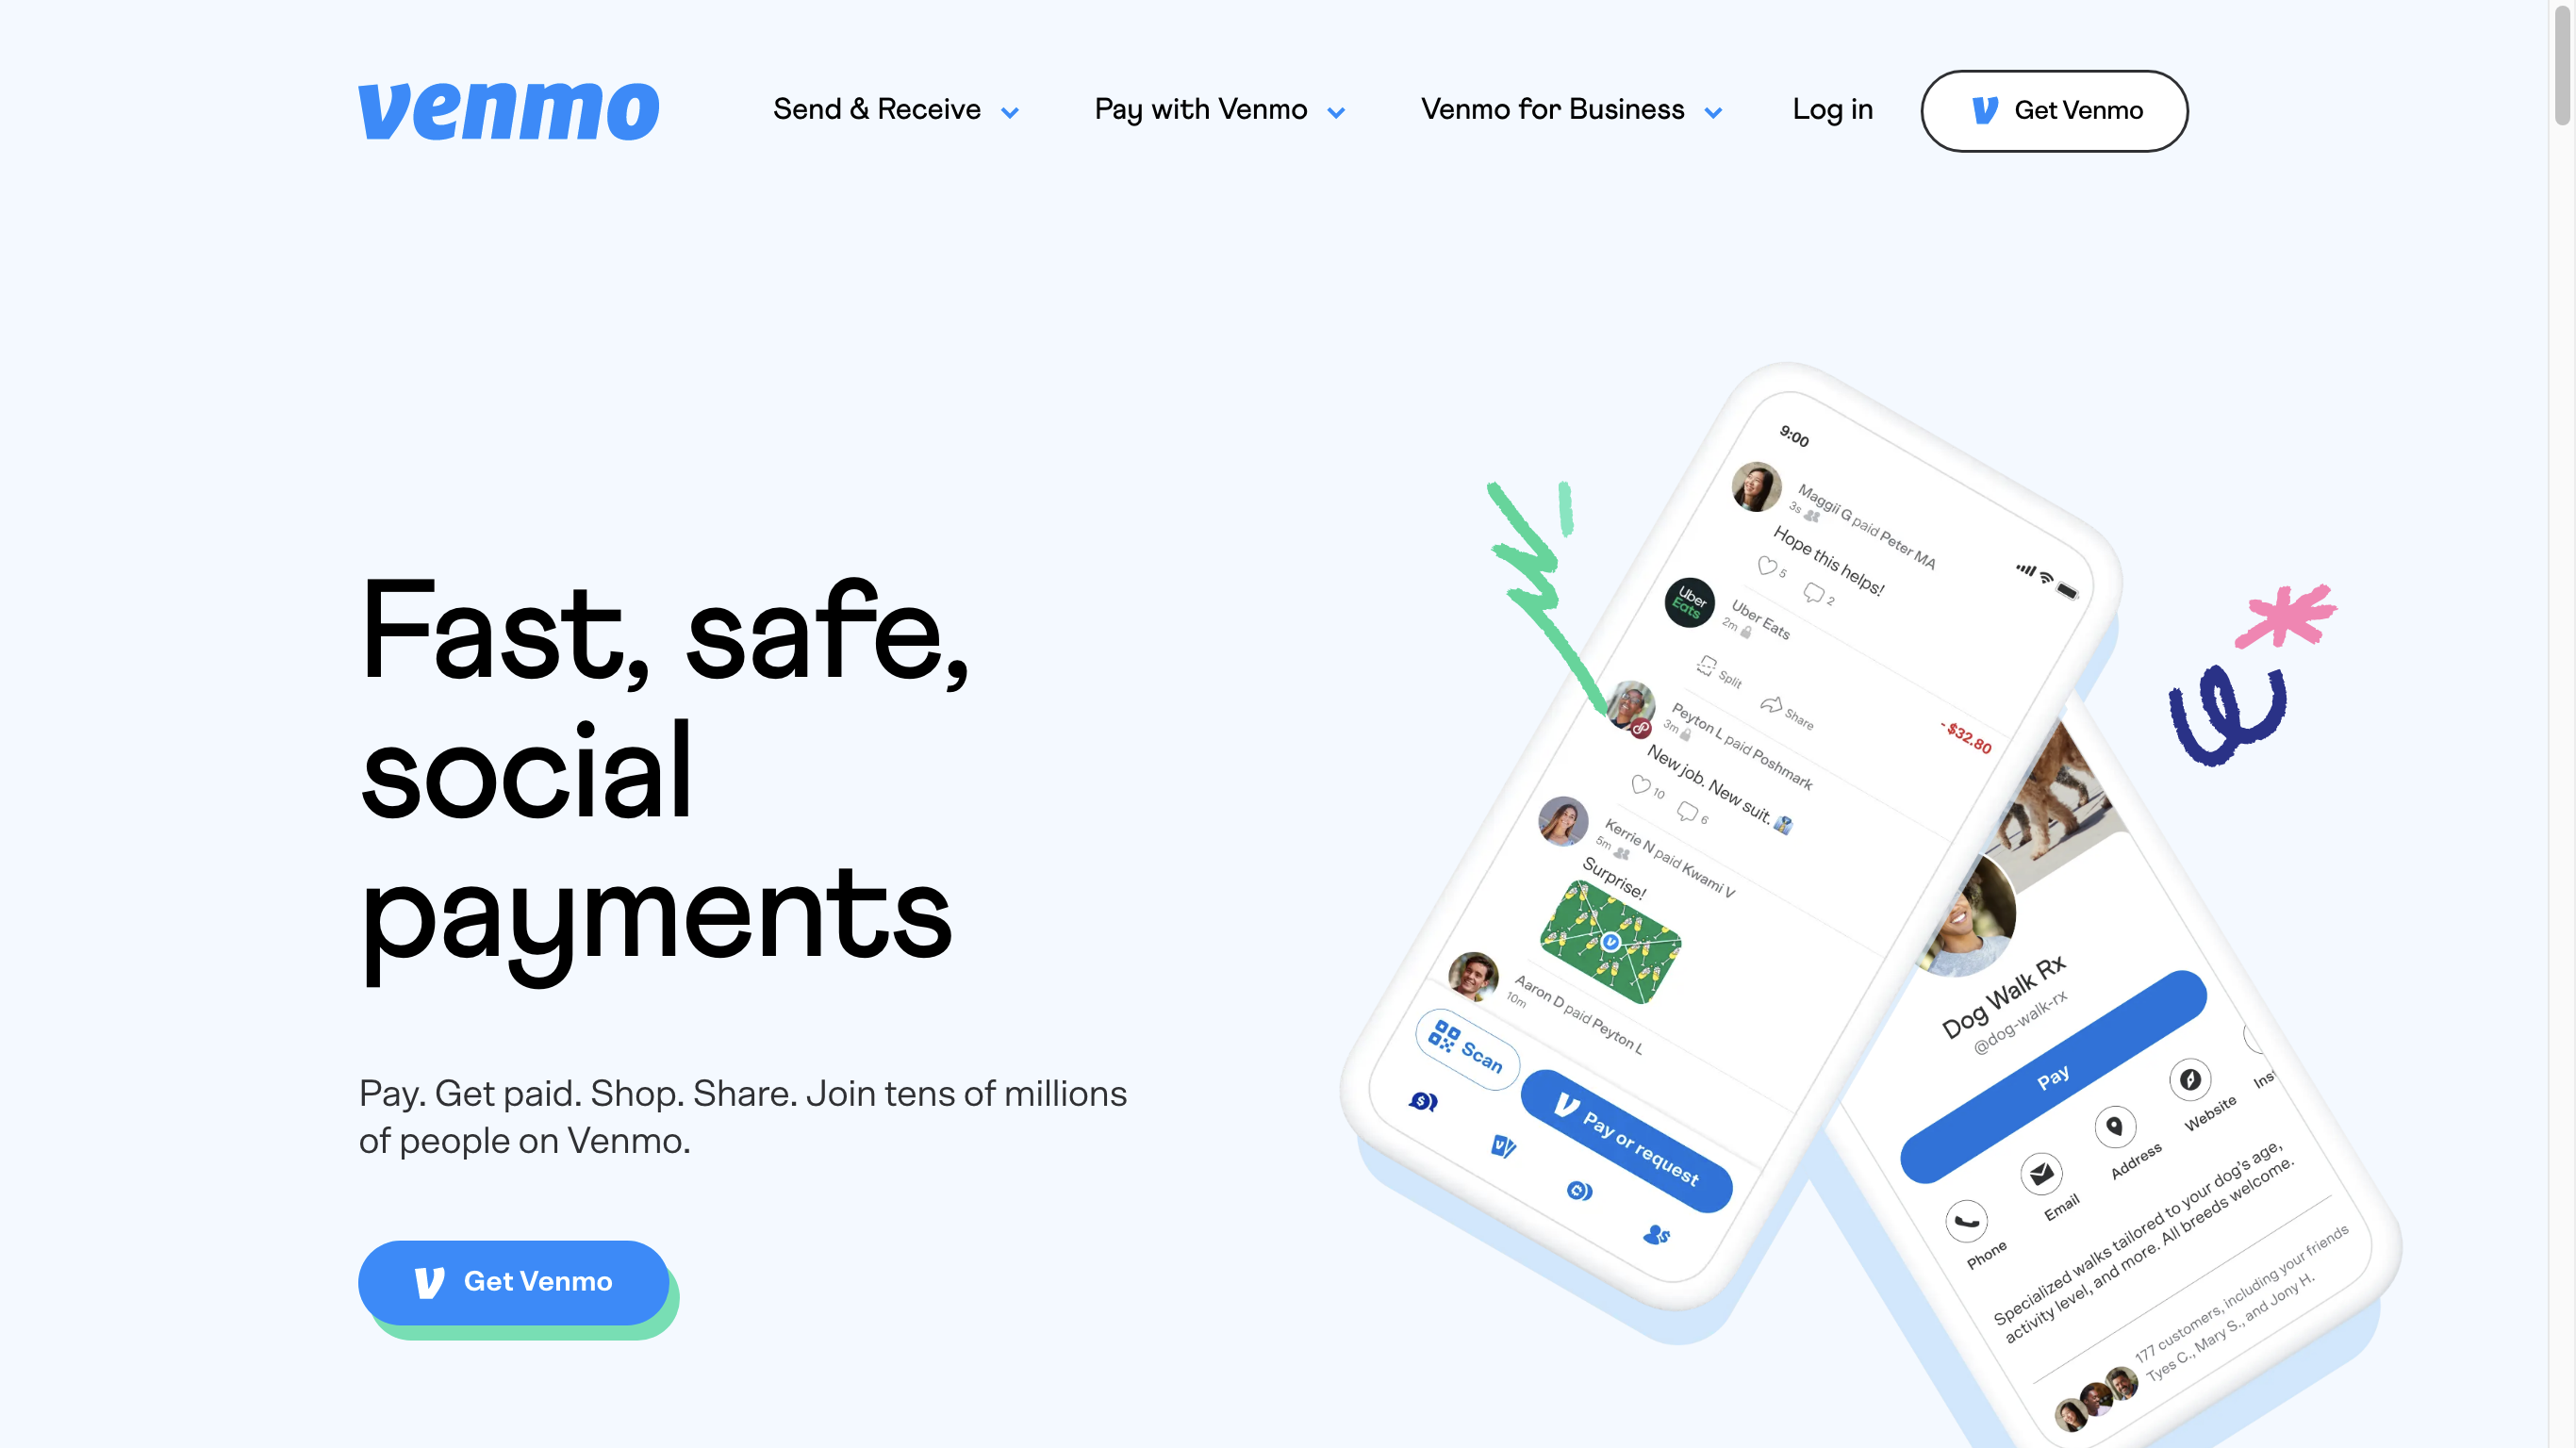 venmo
Send & Receive
Pay with Venmo
Venmo for Business
Log in
Get Venmo
Fast, safe,
social
payments
Pay. Get paid. Shop. Share. Join tens of millions
of people on Venmo.
Get Venmo
9:00
Maggii G paid Peter MA
3s
Hope this helps!
5
2
Uber
Eats
Uber Eats
2m
- $32.80
Split
Share
Peyton L paid Poshmark
3m
New job. New suit.
10
6
Kerrie N paid Kwami V
5m
Surprise!
Aaron D paid Peyton L
10m
Scan
Pay or request
Dog Walk Rx
@dog-walk-rx
Pay
Phone
Email
Address
Website
Ins
Specialized walks tailored to your dog's age,
activity level, and more. All breeds welcome.
177 customers, including your friends
Tyes C., Mary S., and Jony H.